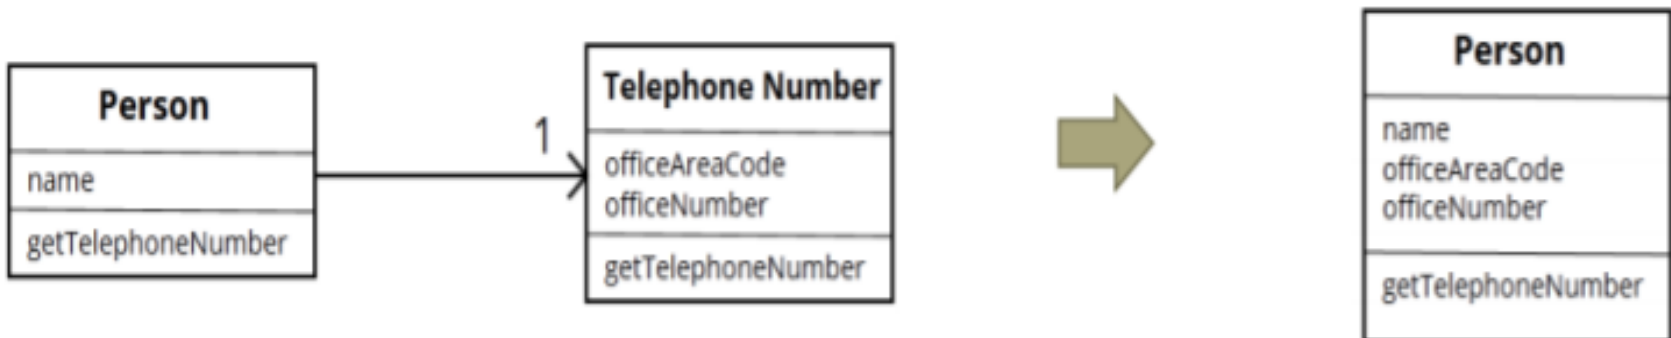 Person
name
getTelephoneNumber
1
Telephone Number
officeAreaCode
officeNumber
getTelephoneNumber
Person
name
officeAreaCode
officeNumber
getTelephoneNumber